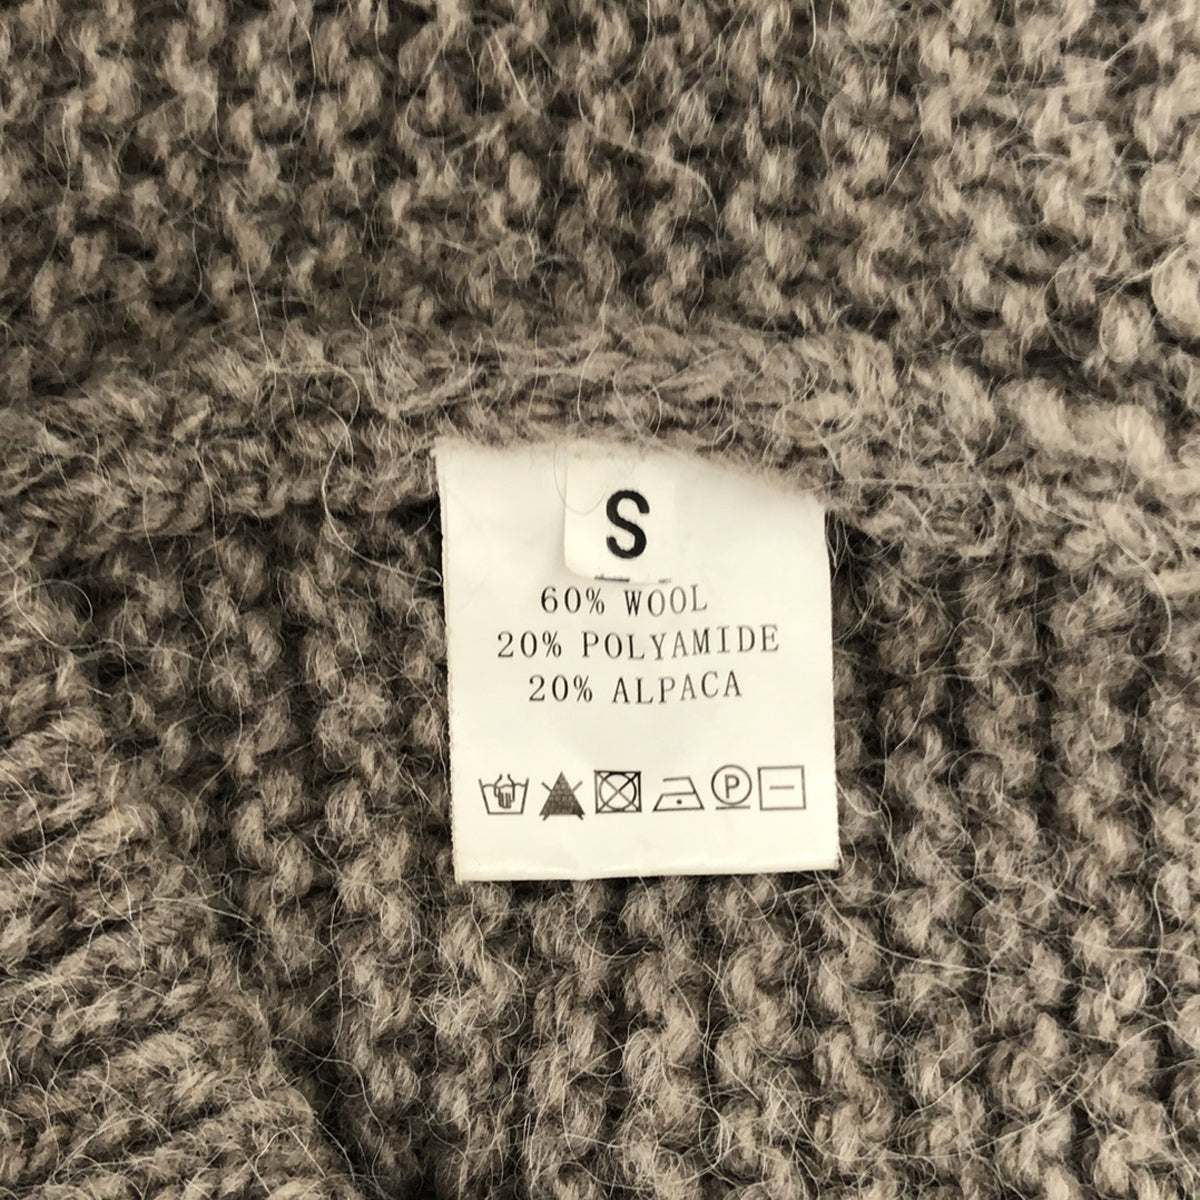 S
60% WOOL
20% POLYAMIDE
20% ALPACA
P